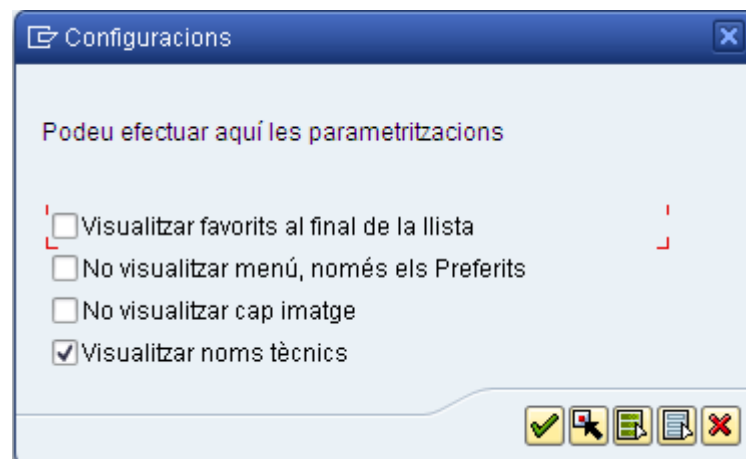 Configuracions
Podeu efectuar aquí les parametritzacions
Visualitzar favorits al final de la llista
No visualitzar menú, només els Preferits
No visualitzar cap imatge
Visualitzar noms tècnics